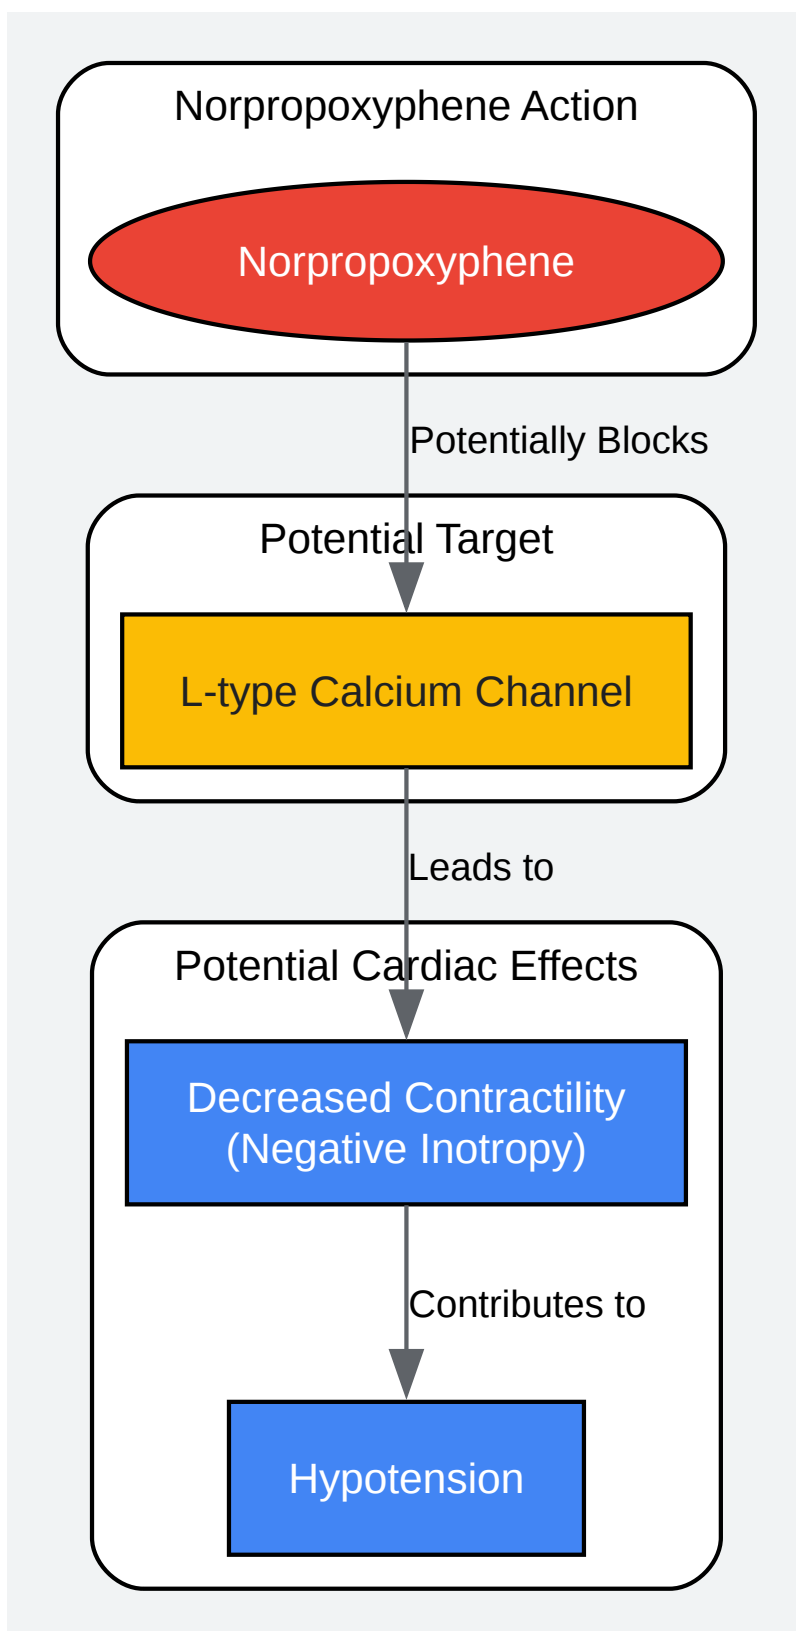 Norpropoxyphene Action
Norpropoxyphene
Potentially Blocks
Potential Target
L-type Calcium Channel
Leads to
Potential Cardiac Effects
Decreased Contractility
(Negative Inotropy)
Contributes to
Hypotension